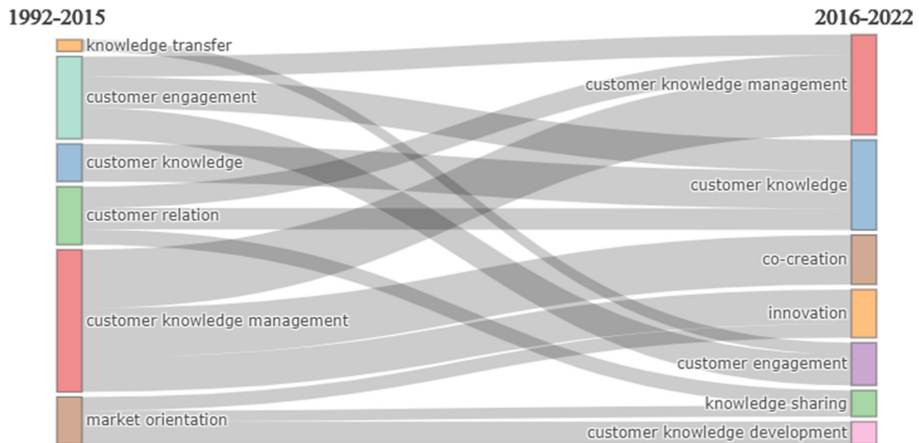 1992-2015
2016-2022
knowledge transfer
customer engagement
customer knowledge
customer relation
customer knowledge management
market orientation
customer knowledge management
customer knowledge
co-creation
innovation
customer engagement
knowledge sharing
customer knowledge development